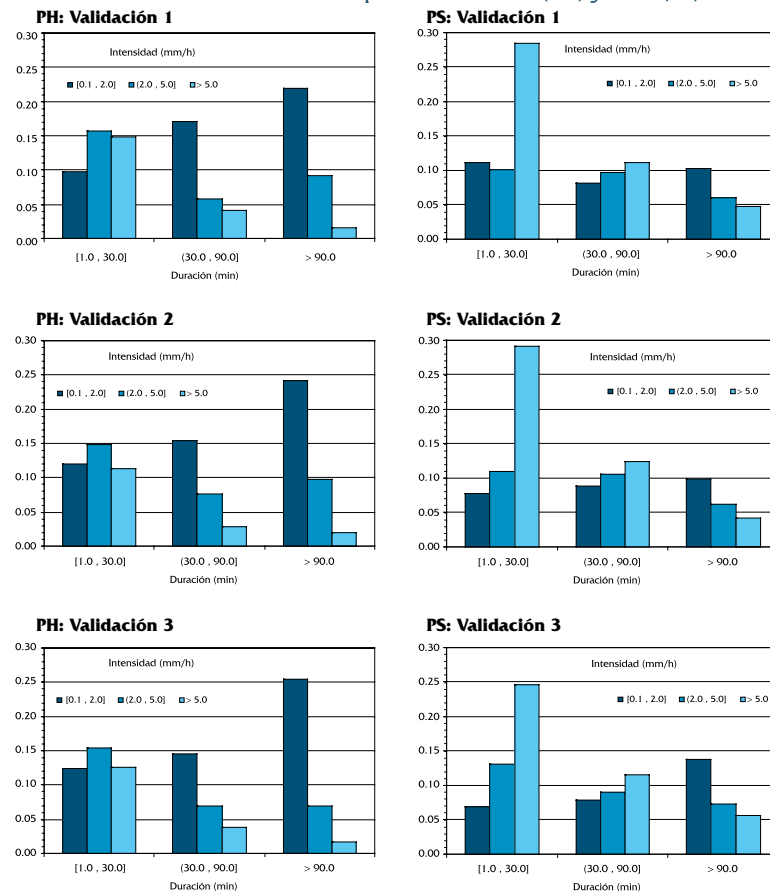 PH: Validación 1
Intensidad (mm/h)
[0.1 , 2.0] (2.0 , 5.0] > 5.0
0.30
0.25
0.20
0.15
0.10
0.05
0.00
[1.0 , 30.0] (30.0 , 90.0] > 90.0
Duración (min)
PS: Validación 1
Intensidad (mm/h)
[0.1 , 2.0] (2.0 , 5.0] > 5.0
0.30
0.25
0.20
0.15
0.10
0.05
0.00
[1.0 , 30.0] (30.0 , 90.0] > 90.0
Duración (min)
PH: Validación 2
Intensidad (mm/h)
[0.1 , 2.0] (2.0 , 5.0] > 5.0
0.30
0.25
0.20
0.15
0.10
0.05
0.00
[1.0 , 30.0] (30.0 , 90.0] > 90.0
Duración (min)
PS: Validación 2
Intensidad (mm/h)
[0.1 , 2.0] (2.0 , 5.0] > 5.0
0.30
0.25
0.20
0.15
0.10
0.05
0.00
[1.0 , 30.0] (30.0 , 90.0] > 90.0
Duración (min)
PH: Validación 3
Intensidad (mm/h)
[0.1 , 2.0] (2.0 , 5.0] > 5.0
0.30
0.25
0.20
0.15
0.10
0.05
0.00
[1.0 , 30.0] (30.0 , 90.0] > 90.0
Duración (min)
PS: Validación 3
Intensidad (mm/h)
[0.1 , 2.0] (2.0 , 5.0] > 5.0
0.30
0.25
0.20
0.15
0.10
0.05
0.00
[1.0 , 30.0] (30.0 , 90.0] > 90.0
Duración (min)